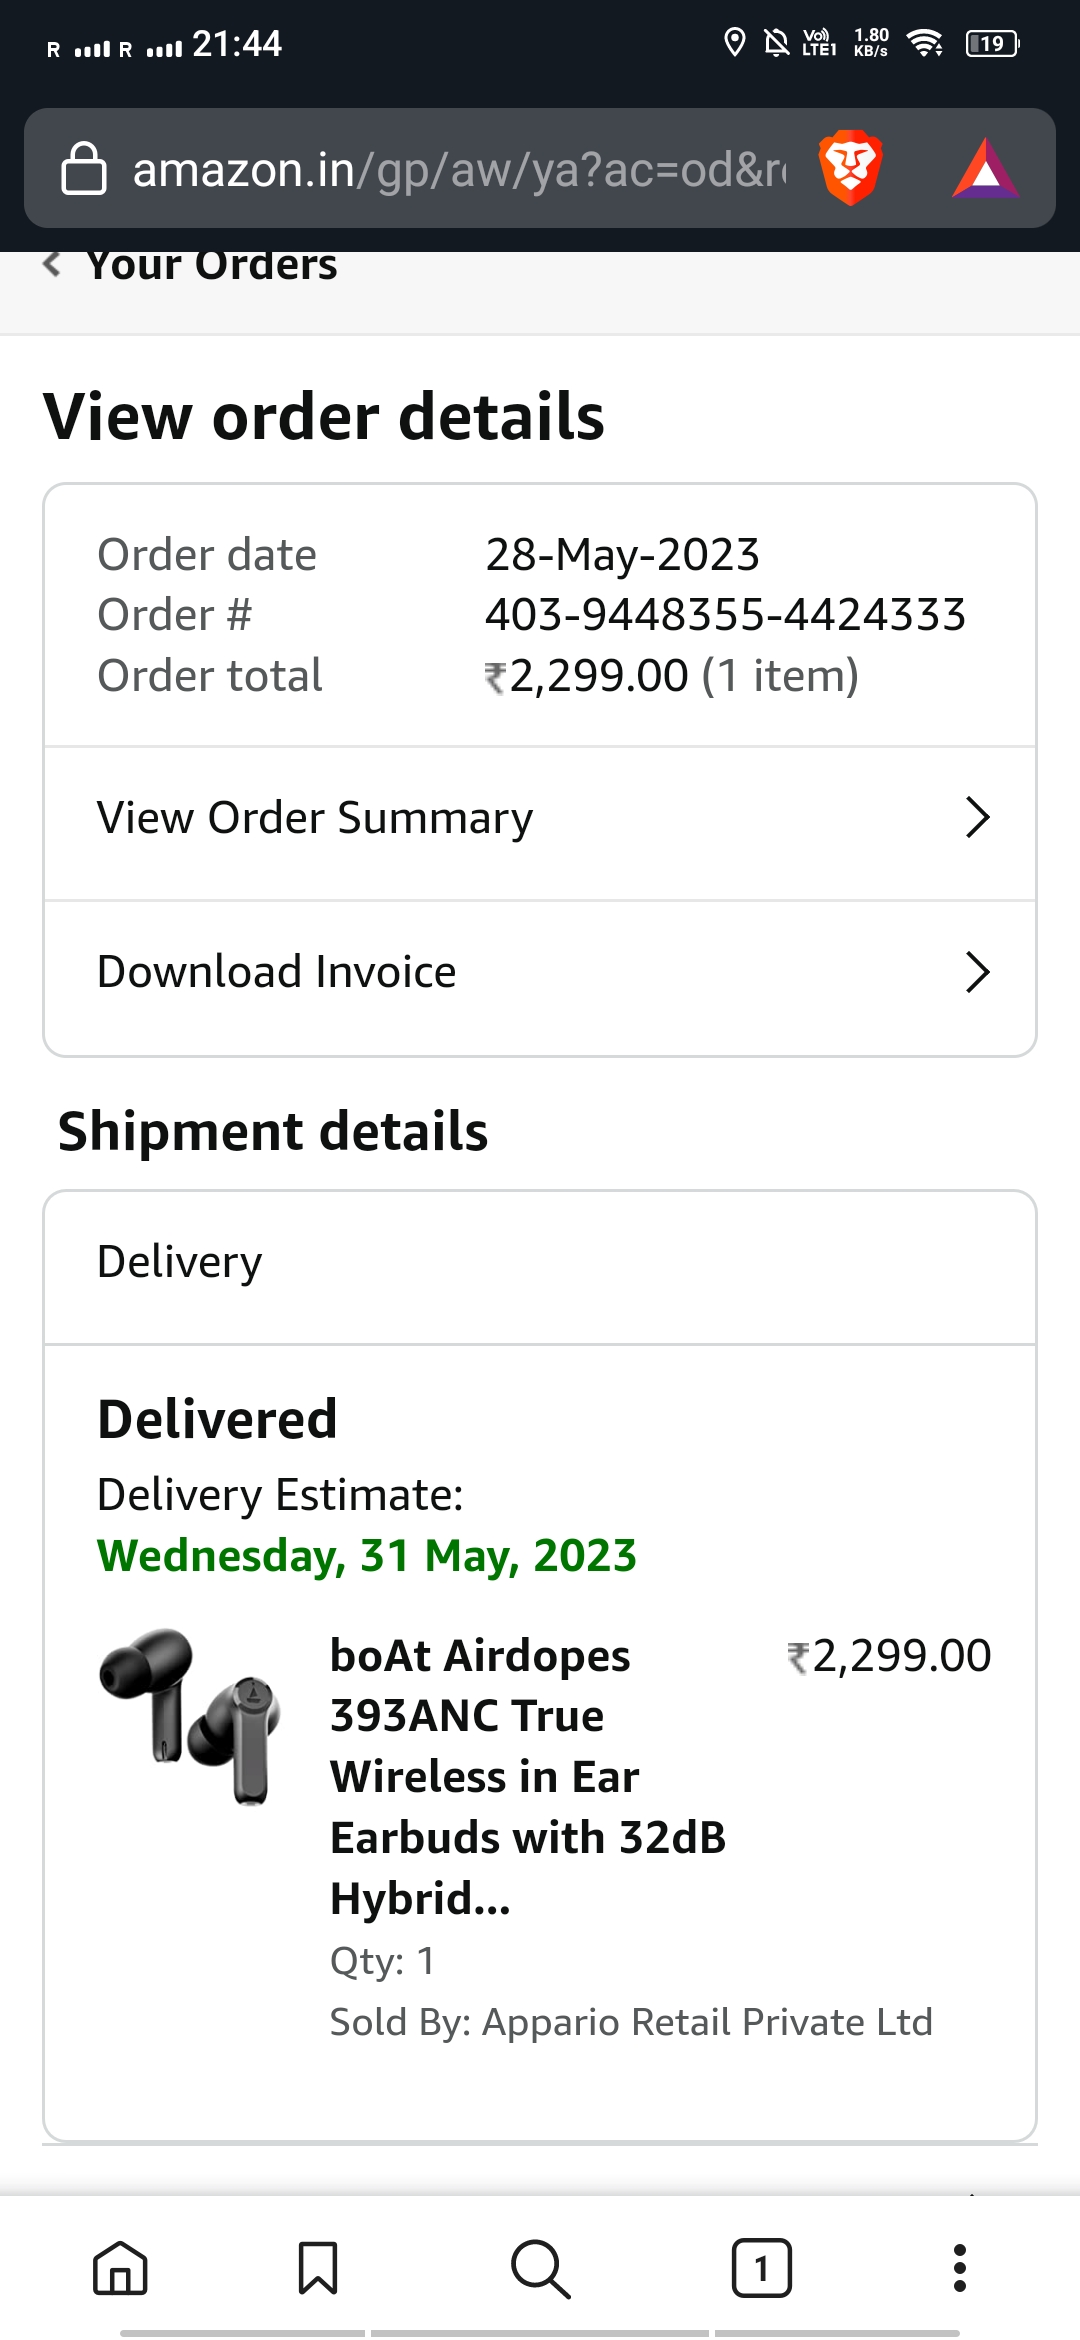 R R 21:44 Vo) LTE1 1.80 KB/s 19
amazon.in/gp/aw/ya?ac=od&r
Your Orders
View order details
Order date 28-May-2023
Order # 403-9448355-4424333
Order total ₹2,299.00 (1 item)
View Order Summary
Download Invoice
Shipment details
Delivery
Delivered
Delivery Estimate:
Wednesday, 31 May, 2023
boAt Airdopes ₹2,299.00
393ANC True
Wireless in Ear
Earbuds with 32dB
Hybrid...
Qty: 1
Sold By: Appario Retail Private Ltd
1